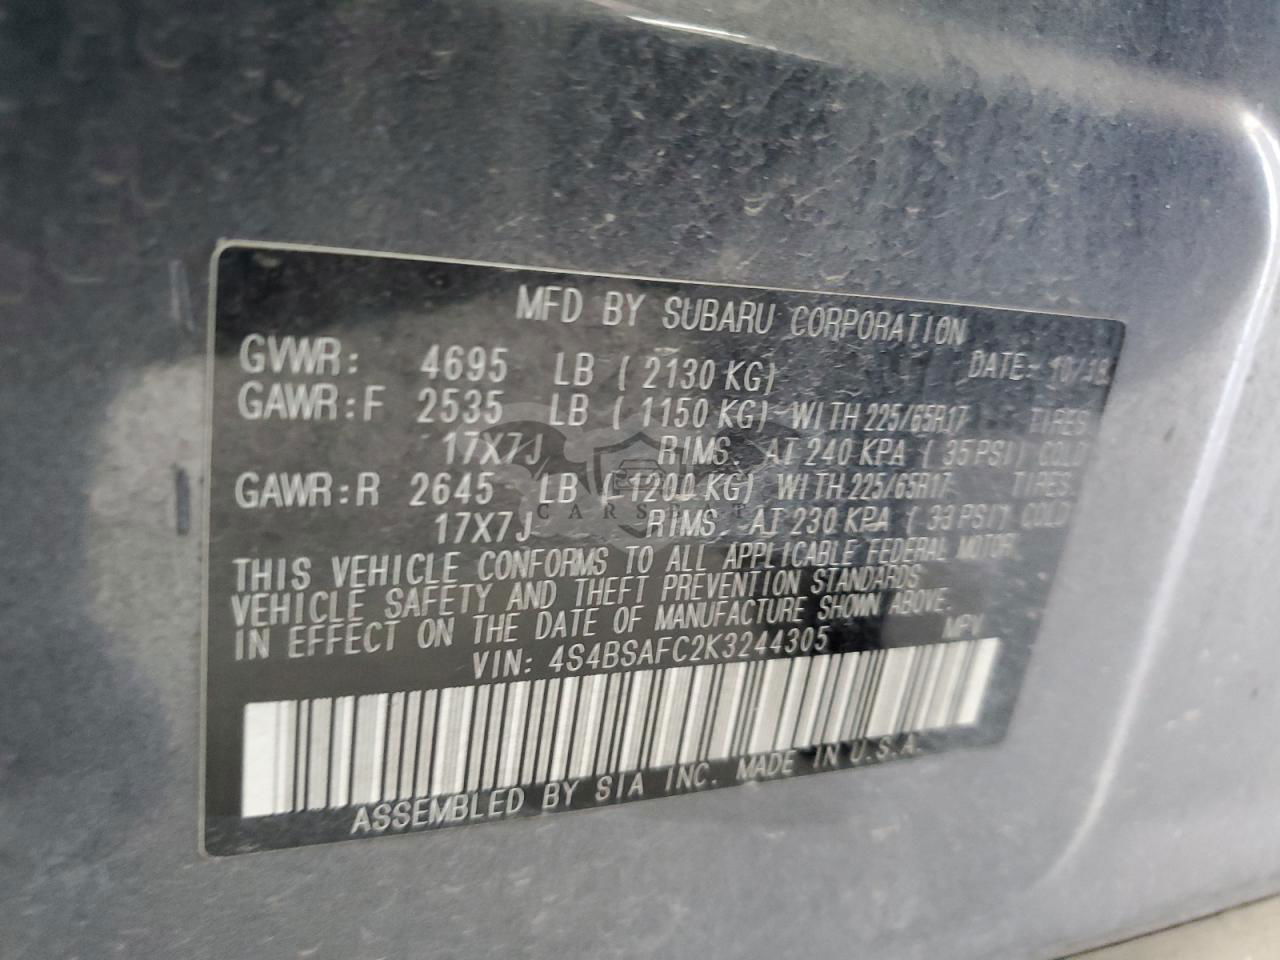 MFD BY SUBARU CORPORATION
GVWR: 4695 LB ( 2130 KG) DATE: 10/18
GAWR:F 2535 LB ( 1150 KG) WITH 225/65R17 TIRES
17X7J RIMS. AT 240 KPA ( 35 PSI) COLD
GAWR:R 2645 LB ( 1200 KG) WITH 225/65R17 TIRES
17X7J RIMS. AT 230 KPA ( 33 PSI) COLD
THIS VEHICLE CONFORMS TO ALL APPLICABLE FEDERAL MOTOR
VEHICLE SAFETY AND THEFT PREVENTION STANDARDS
IN EFFECT ON THE DATE OF MANUFACTURE SHOWN ABOVE.
VIN: 4S4BSAFC2K3244305 MPV
ASSEMBLED BY SIA INC. MADE IN U.S.A.